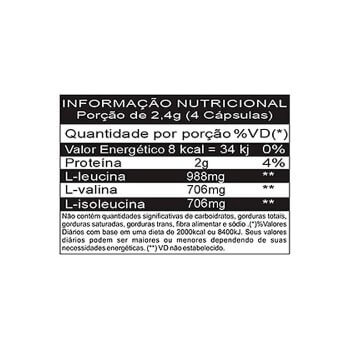 INFORMAÇÃO NUTRICIONAL
Porção de 2,4g (4 Cápsulas)
Quantidade por porção %VD(*)
Valor Energético 8 kcal = 34 kj 0%
Proteína 2g 4%
L-leucina 988mg **
L-valina 706mg **
L-isoleucina 706mg **
Não contém quantidades significativas de carboidratos, gorduras totais,
gorduras saturadas, gorduras trans, fibra alimentar e sódio .(*)%Valores
Diários com base em uma dieta de 2000kcal ou 8400kJ. Seus valores
diários podem ser maiores ou menores dependendo de suas
necessidades energéticas. (**) VD não estabelecido.